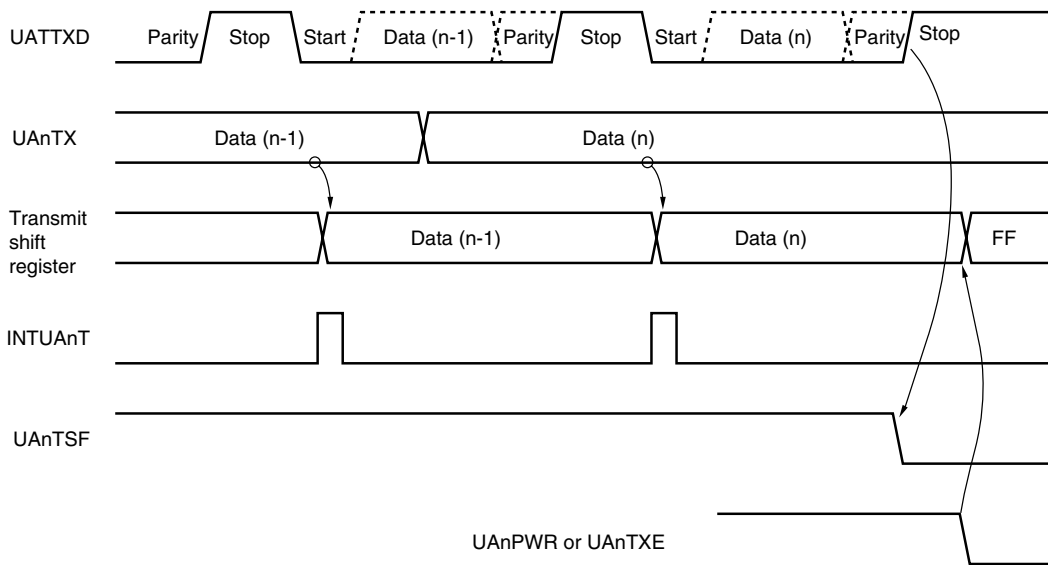 UATTXD Parity Stop Start Data (n-1) Parity Stop Start Data (n) Parity Stop
UAnTX Data (n-1) Data (n)
Transmit
shift
register
Data (n-1) Data (n) FF
INTUAnT
UAnTSF
UAnPWR or UAnTXE